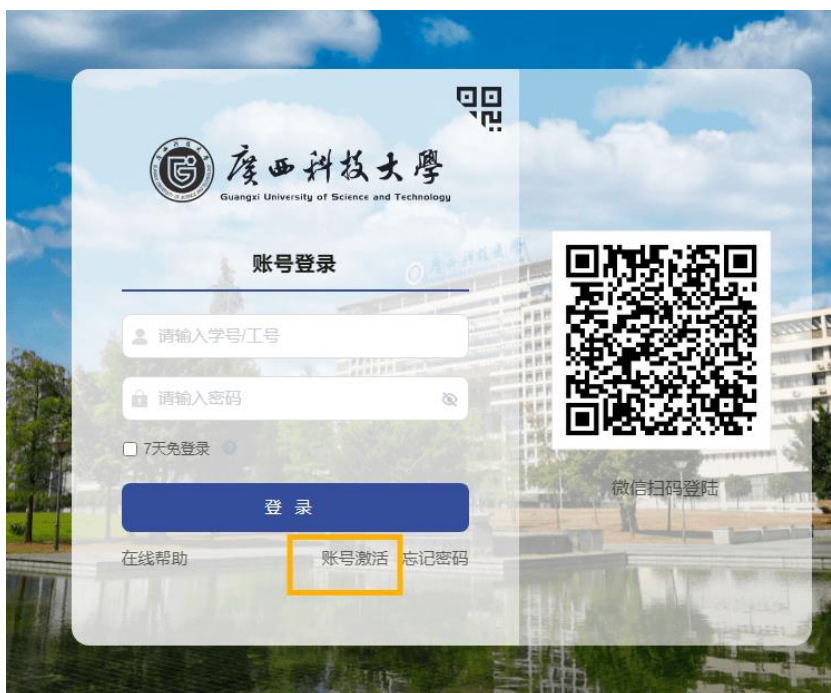 广西科技大學
Guangxi University of Science and Technology
账号登录
请输入学号/工号
请输入密码
7天免登录
登 录
在线帮助
账号激活
忘记密码
微信扫码登陆